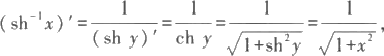 (sh⁻¹x)′ = 1/(sh y)′ = 1/ch y = 1/√(1+sh²y) = 1/√(1+x²),